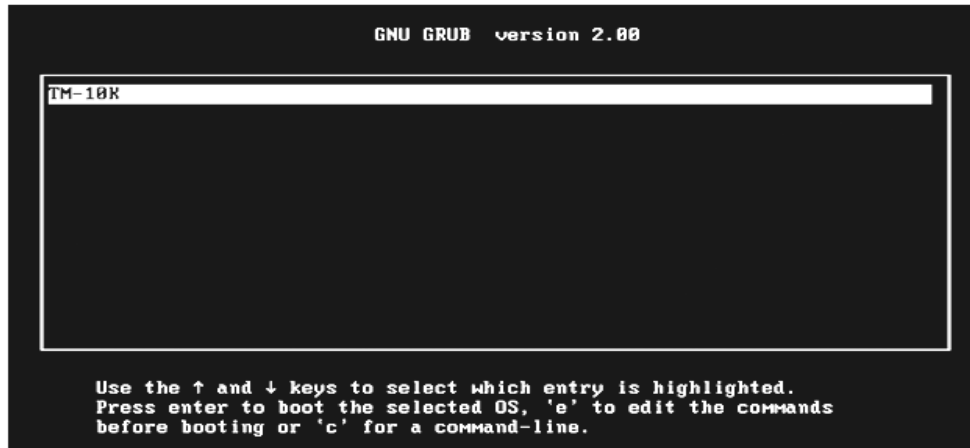 GNU GRUB version 2.00
TM-10K
Use the ↑ and ↓ keys to select which entry is highlighted.
Press enter to boot the selected OS, 'e' to edit the commands
before booting or 'c' for a command-line.